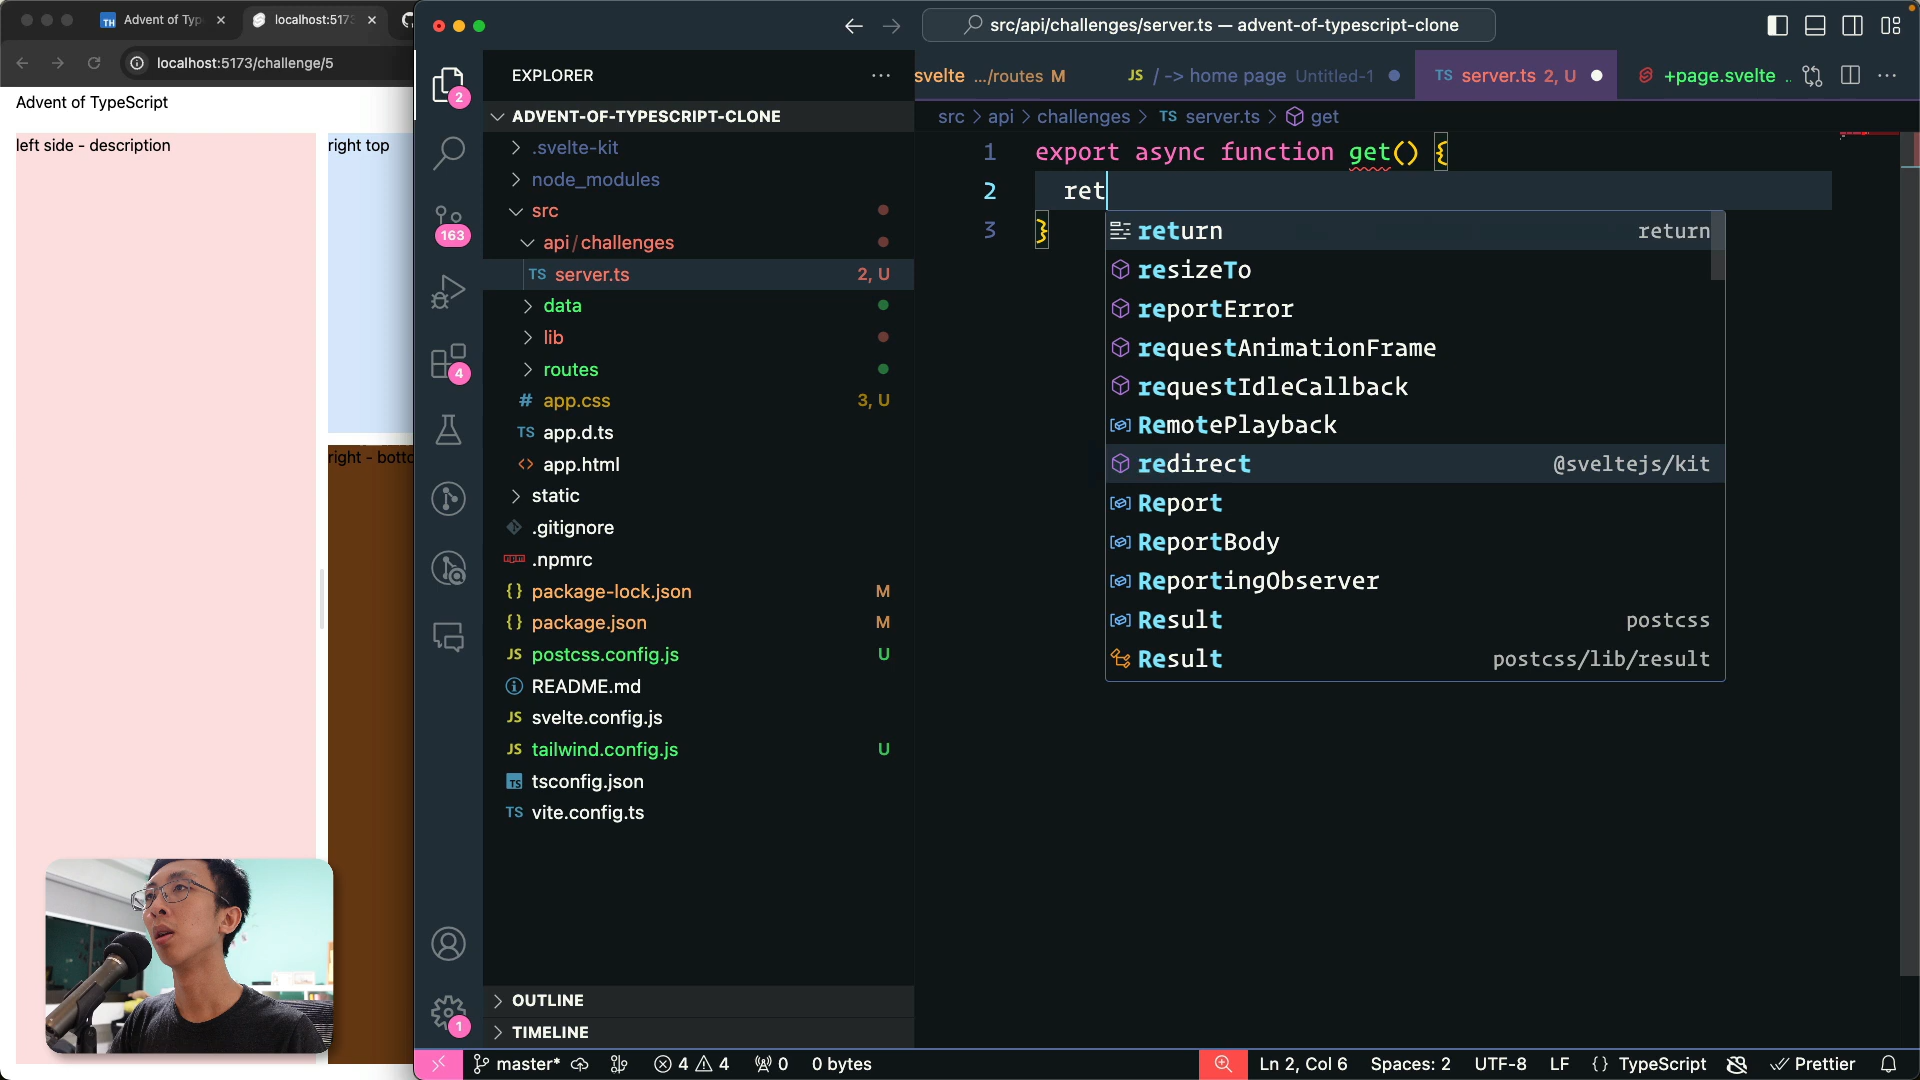 Advent of Typ
localhost:5173
localhost:5173/challenge/5
Advent of TypeScript
left side - description
right top
right - botto
src/api/challenges/server.ts — advent-of-typescript-clone
EXPLORER
ADVENT-OF-TYPESCRIPT-CLONE
.svelte-kit
node_modules
src
api/challenges
TS server.ts 2, U
data
lib
routes
# app.css 3, U
TS app.d.ts
<> app.html
static
.gitignore
.npmrc
{} package-lock.json M
{} package.json M
JS postcss.config.js U
README.md
JS svelte.config.js
JS tailwind.config.js U
TS tsconfig.json
TS vite.config.ts
OUTLINE
TIMELINE
2
163
4
1
svelte .../routes M
JS / -> home page Untitled-1
TS server.ts 2, U
+page.svelte ..
src > api > challenges > TS server.ts > get
1 export async function get() {
2 ret
3 }
return return
resizeTo
reportError
requestAnimationFrame
requestIdleCallback
RemotePlayback
redirect @sveltejs/kit
Report
ReportBody
ReportingObserver
Result postcss
Result postcss/lib/result
master* 4 4 0 0 bytes
Ln 2, Col 6 Spaces: 2 UTF-8 LF {} TypeScript Prettier